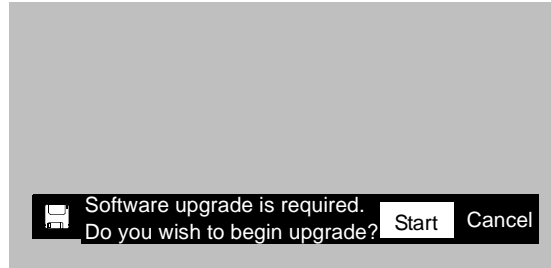 Software upgrade is required.
Do you wish to begin upgrade? Start Cancel